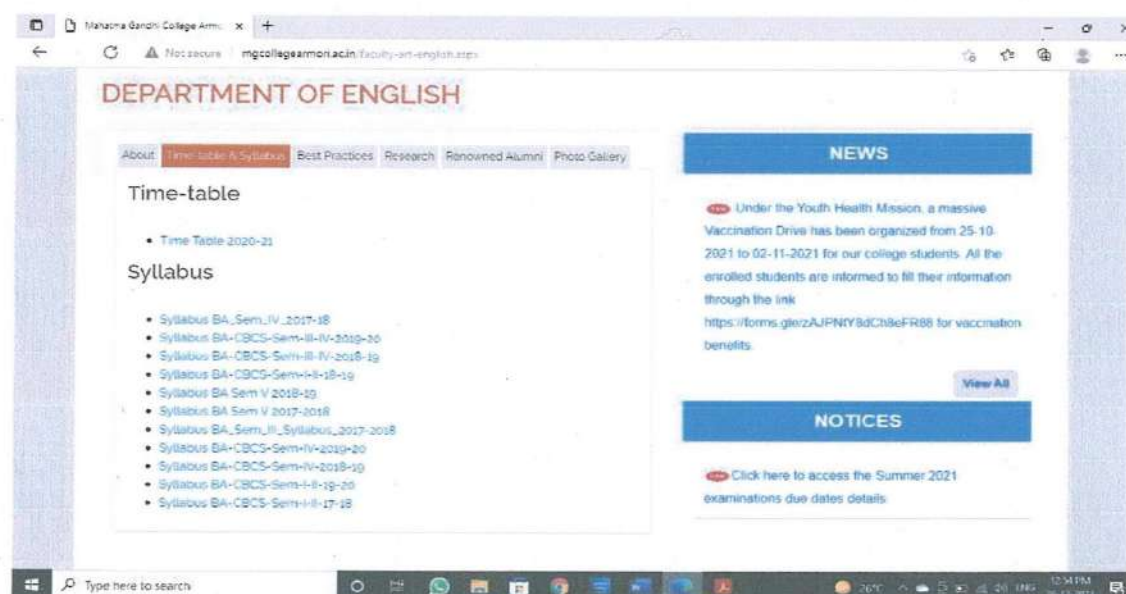 Mahatma Gandhi College Armo
Not secure mgcollegearmori.ac.in/faculty-art-english.aspx
DEPARTMENT OF ENGLISH
About Time-table & Syllabus Best Practices Research Renowned Alumni Photo Gallery
Time-table
• Time Table 2020-21
Syllabus
• Syllabus BA_Sem_IV_2017-18
• Syllabus BA-CBCS-Sem-III-IV-2019-20
• Syllabus BA-CBCS-Sem-III-IV-2018-19
• Syllabus BA-CBCS-Sem-I-II-18-19
• Syllabus BA Sem V 2018-19
• Syllabus BA Sem V 2017-2018
• Syllabus BA_Sem_III_Syllabus_2017-2018
• Syllabus BA-CBCS-Sem-IV-2019-20
• Syllabus BA-CBCS-Sem-IV-2018-19
• Syllabus BA-CBCS-Sem-I-II-19-20
• Syllabus BA-CBCS-Sem-I-II-17-18
NEWS
Under the Youth Health Mission, a massive
Vaccination Drive has been organized from 25-10-
2021 to 02-11-2021 for our college students. All the
enrolled students are informed to fill their information
through the link
for vaccination
benefits.
View All
NOTICES
Click here to access the Summer 2021
examinations due dates details
Type here to search
26°C ENG 12:54 PM